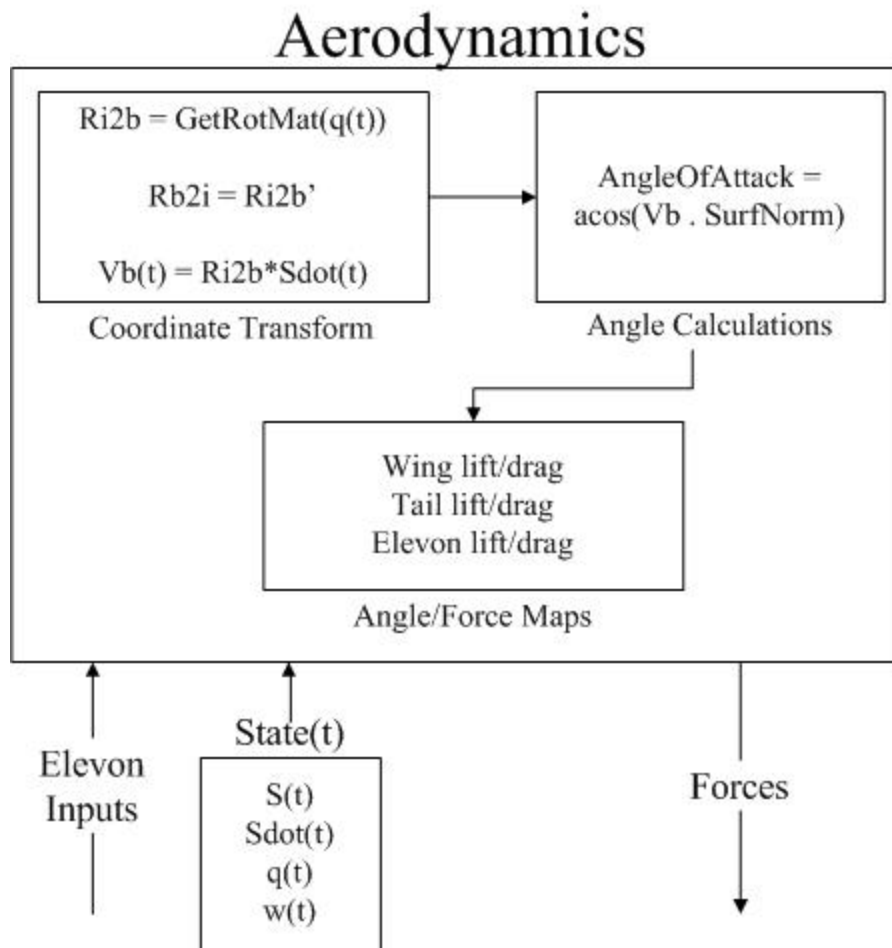 Aerodynamics
Ri2b = GetRotMat(q(t))
Rb2i = Ri2b’
Vb(t) = Ri2b*Sdot(t)
Coordinate Transform
AngleOfAttack =
acos(Vb . SurfNorm)
Angle Calculations
Wing lift/drag
Tail lift/drag
Elevon lift/drag
Angle/Force Maps
Elevon
Inputs
State(t)
S(t)
Sdot(t)
q(t)
w(t)
Forces